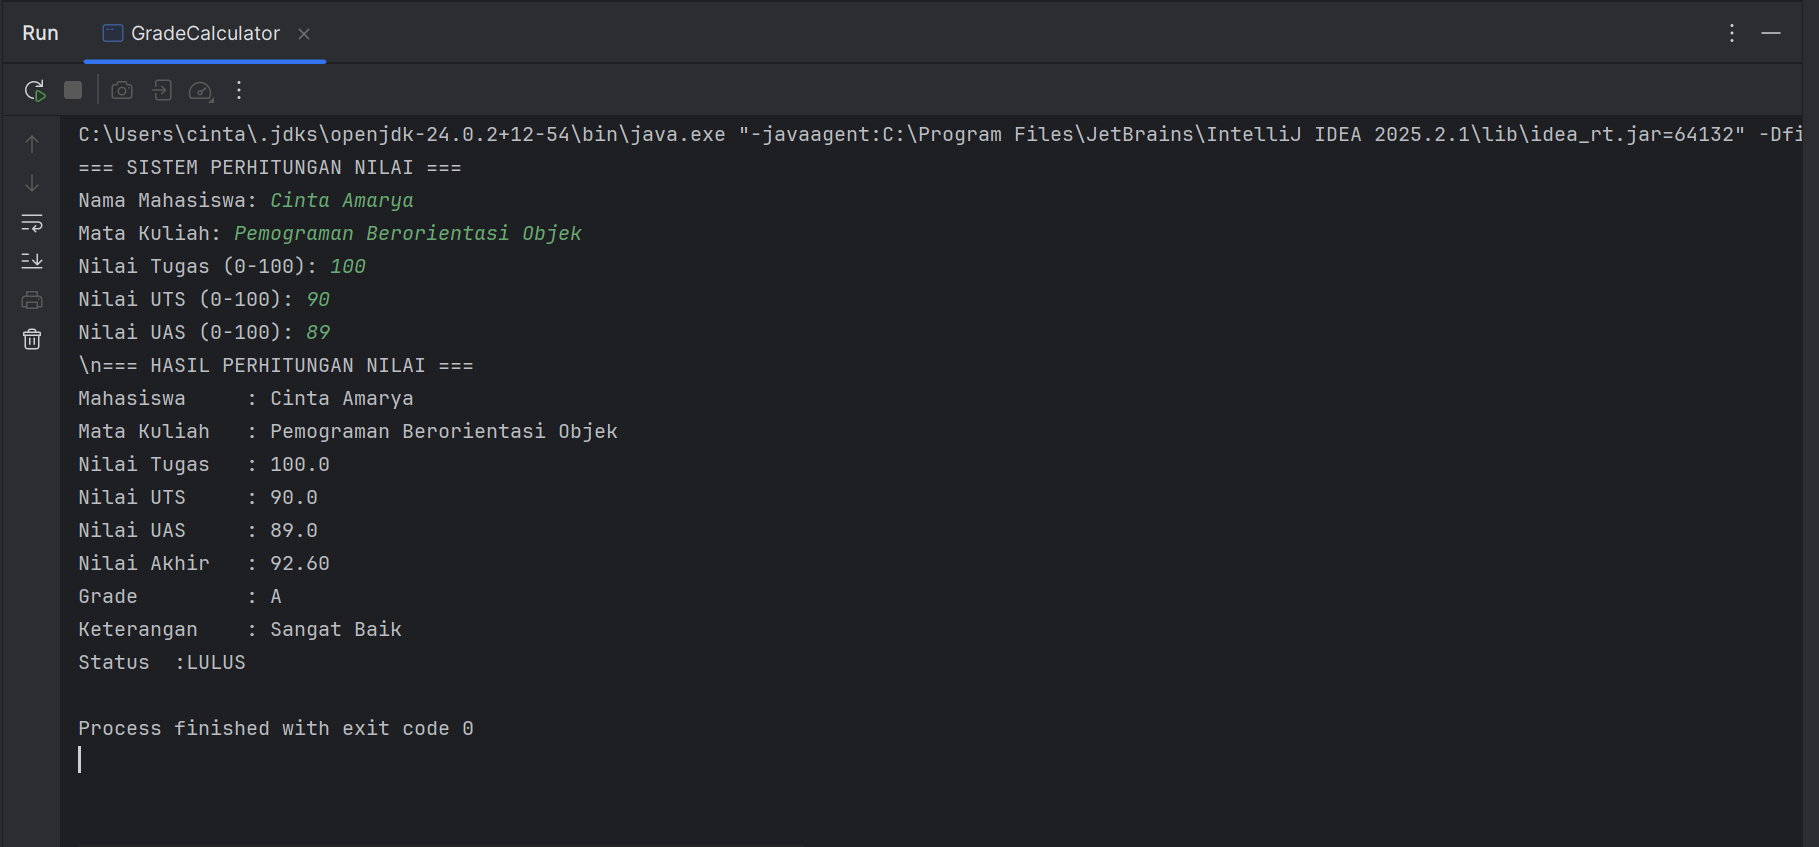 Run GradeCalculator
C:\Users\cinta\.jdks\openjdk-24.0.2+12-54\bin\java.exe "-javaagent:C:\Program Files\JetBrains\IntelliJ IDEA 2025.2.1\lib\idea_rt.jar=64132" -Dfi
=== SISTEM PERHITUNGAN NILAI ===
Nama Mahasiswa: Cinta Amarya
Mata Kuliah: Pemograman Berorientasi Objek
Nilai Tugas (0-100): 100
Nilai UTS (0-100): 90
Nilai UAS (0-100): 89
\n=== HASIL PERHITUNGAN NILAI ===
Mahasiswa     : Cinta Amarya
Mata Kuliah   : Pemograman Berorientasi Objek
Nilai Tugas   : 100.0
Nilai UTS     : 90.0
Nilai UAS     : 89.0
Nilai Akhir   : 92.60
Grade         : A
Keterangan    : Sangat Baik
Status  :LULUS
Process finished with exit code 0